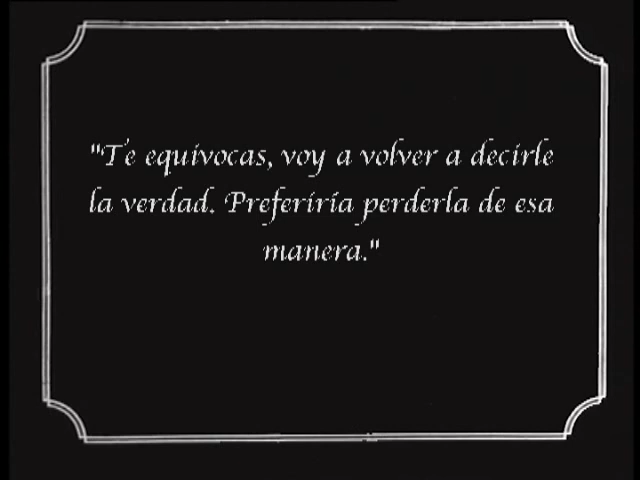 "Te equivocas, voy a volver a decirle
la verdad. Preferiría perderla de esa
manera."